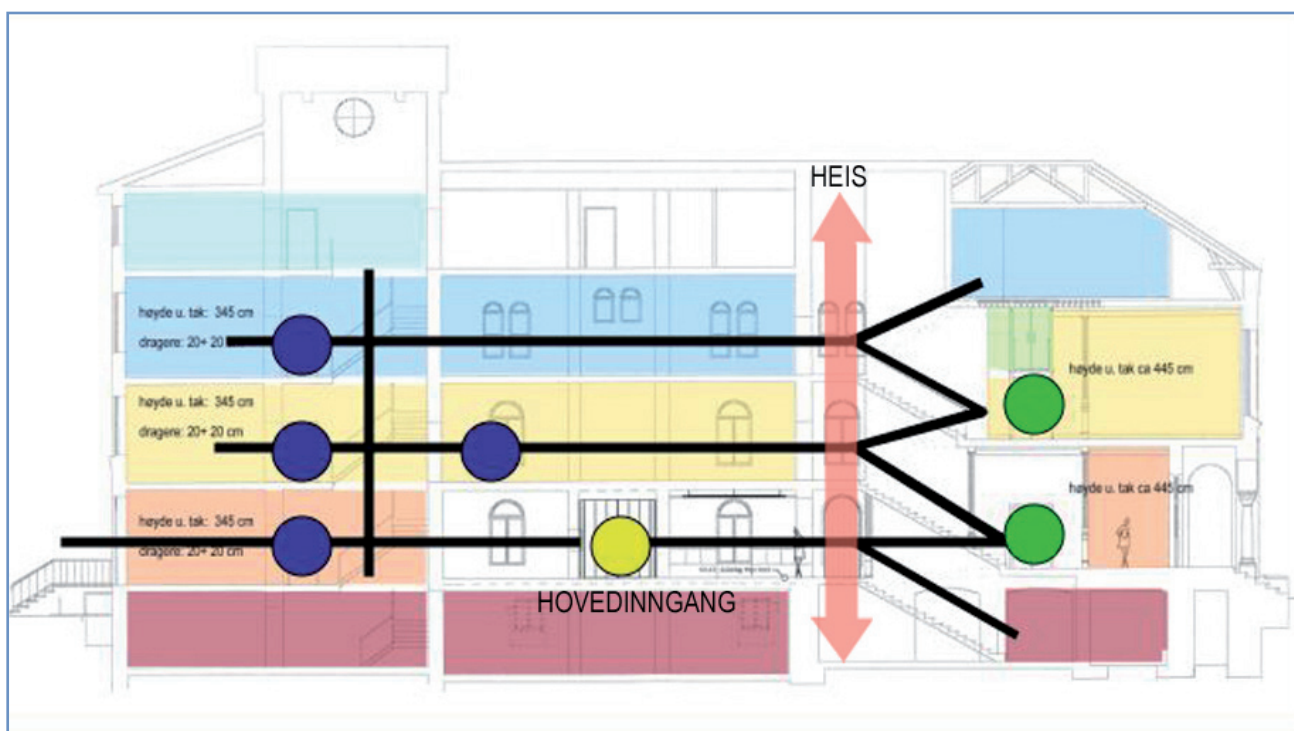 HEIS
høyde u. tak: 345 cm
dragere: 20+ 20
høyde u. tak ca 445 cm
høyde u. tak: 345 cm
dragere: 20+ 20 cm
høyde u. tak ca 445 cm
høyde u. tak: 345 cm
dragere: 20+ 20 cm
HOVEDINNGANG